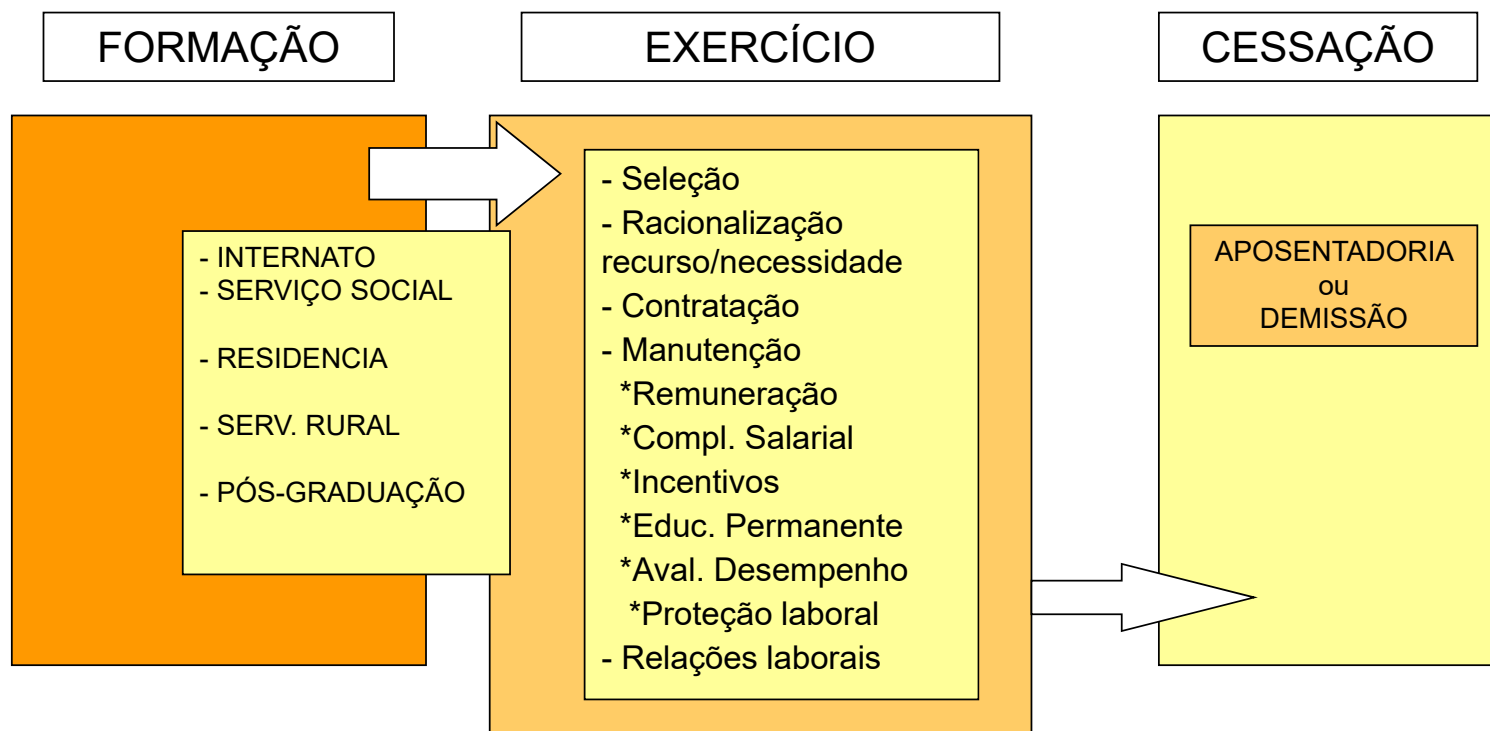 FORMAÇÃO
EXERCÍCIO
CESSAÇÃO
- INTERNATO
- SERVIÇO SOCIAL
- RESIDENCIA
- SERV. RURAL
- PÓS-GRADUAÇÃO
- Seleção
- Racionalização
recurso/necessidade
- Contratação
- Manutenção
*Remuneração
*Compl. Salarial
*Incentivos
*Educ. Permanente
*Aval. Desempenho
*Proteção laboral
- Relações laborais
APOSENTADORIA
ou
DEMISSÃO